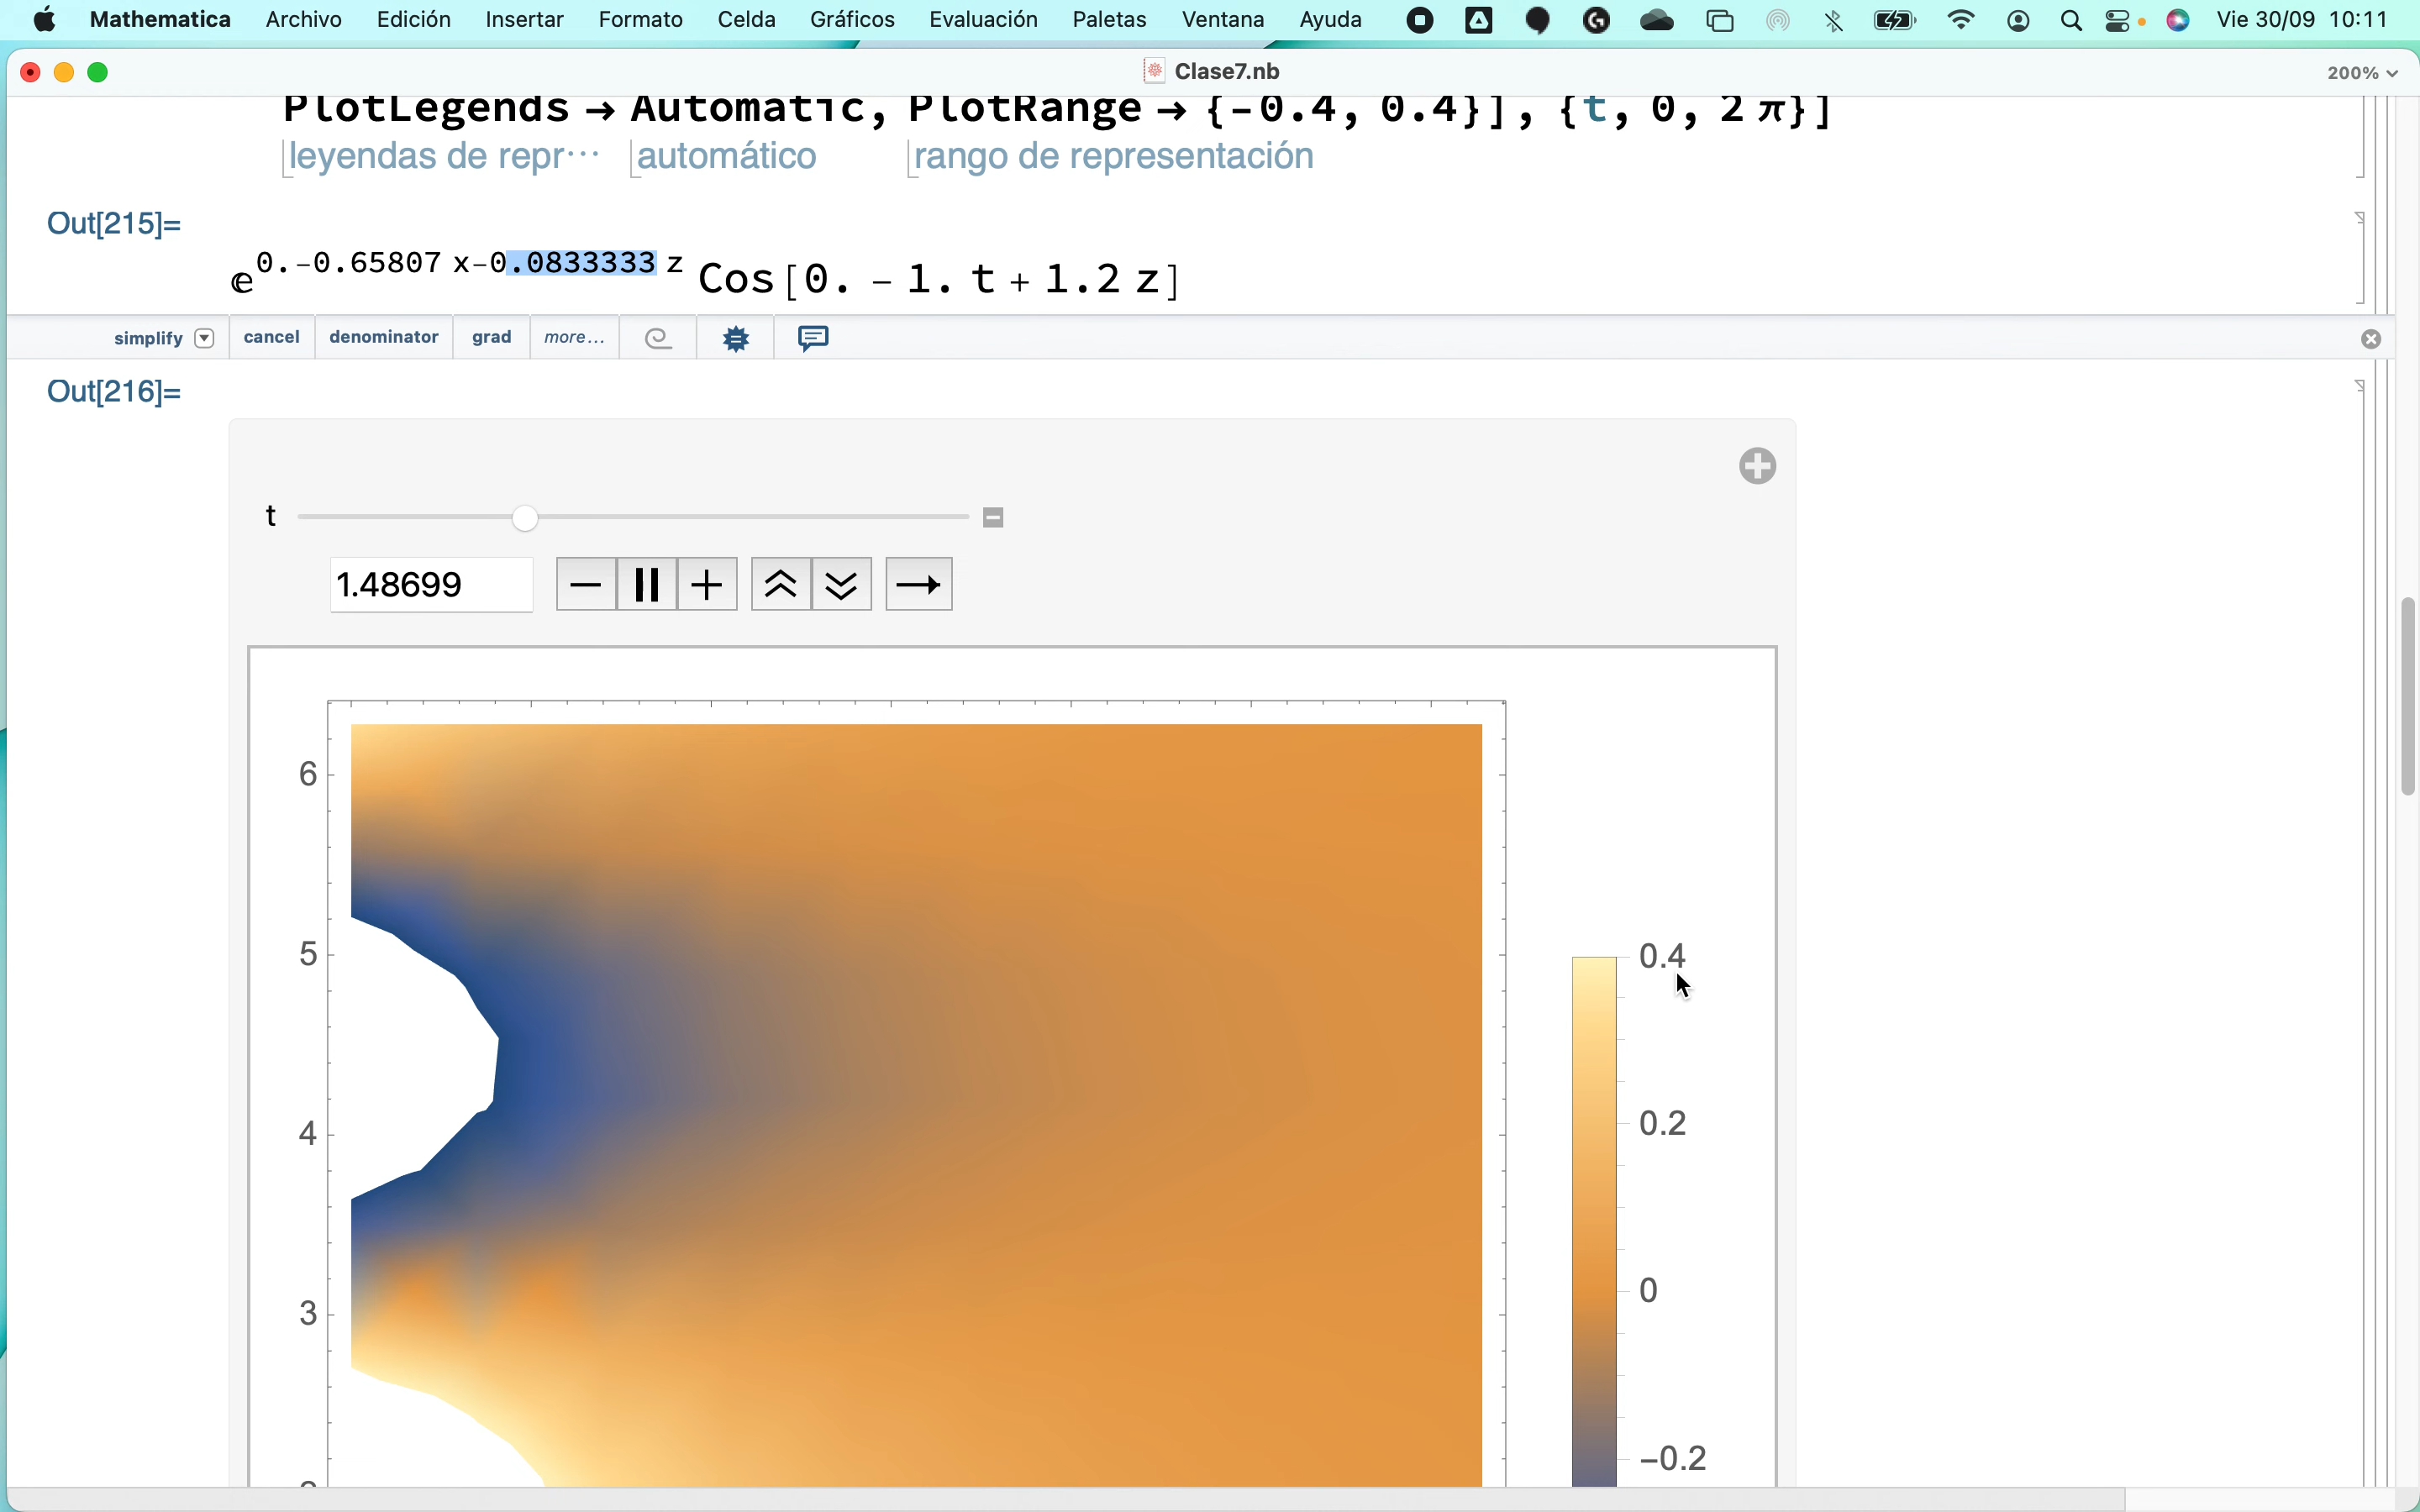 Mathematica Archivo Edición Insertar Formato Celda Gráficos Evaluación Paletas Ventana Ayuda Vie 30/09 10:11
Clase7.nb
200%
PlotLegends → Automatic, PlotRange → {-0.4, 0.4}], {t, 0, 2 π}]
leyendas de repr··· automático rango de representación
Out[215]=
ⅇ^0.-0.65807 x-0.0833333 z Cos[0. - 1. t + 1.2 z]
simplify cancel denominator grad more...
Out[216]=
t
1.48699
6
5
0.4
0.2
4
0
3
-0.2